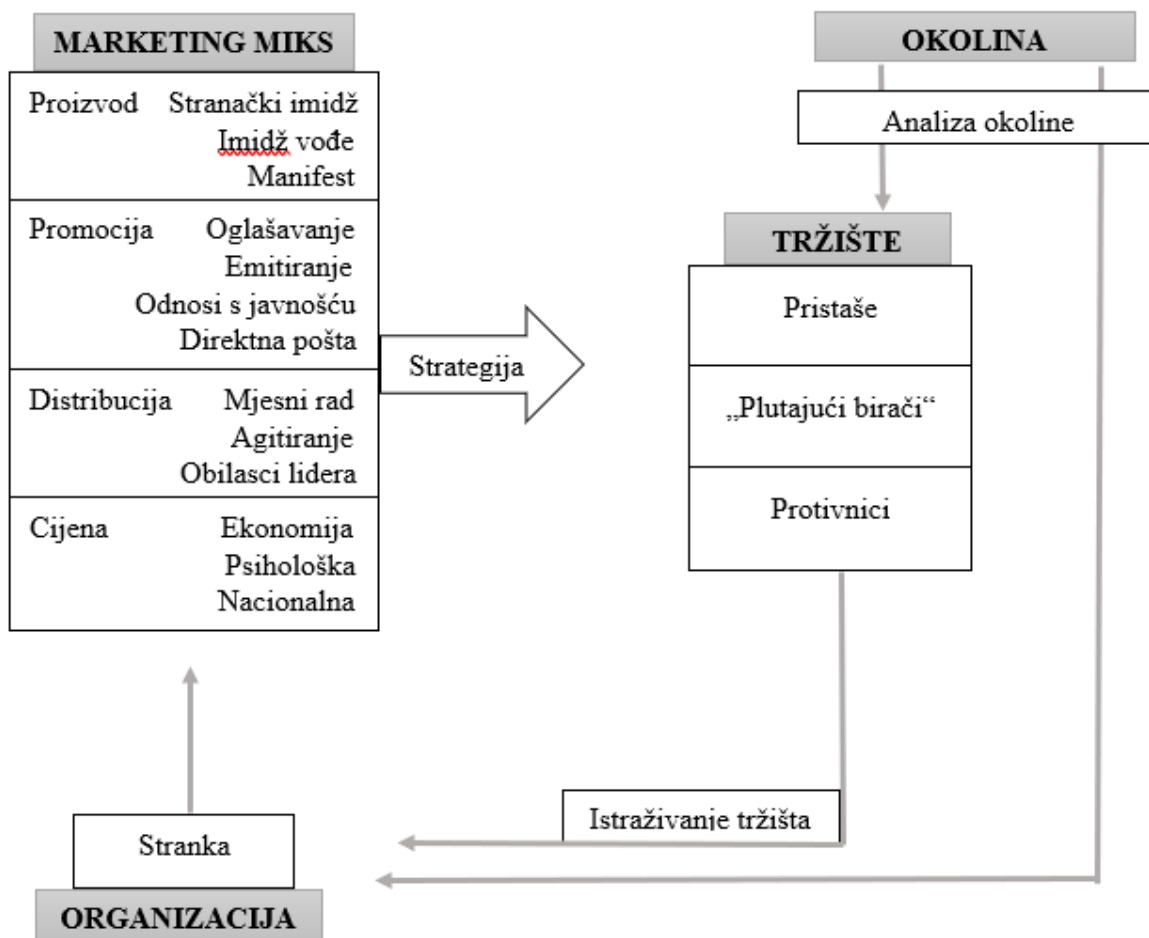 MARKETING MIKS
Proizvod Stranački imidž
Imidž vođe
Manifest
Promocija Oglašavanje
Emitiranje
Odnosi s javnošću
Direktna pošta
Distribucija Mjesni rad
Agitiranje
Obilasci lidera
Cijena Ekonomija
Psihološka
Nacionalna
Strategija
OKOLINA
Analiza okoline
TRŽIŠTE
Pristaše
„Plutajući birači“
Protivnici
Istraživanje tržišta
Stranka
ORGANIZACIJA